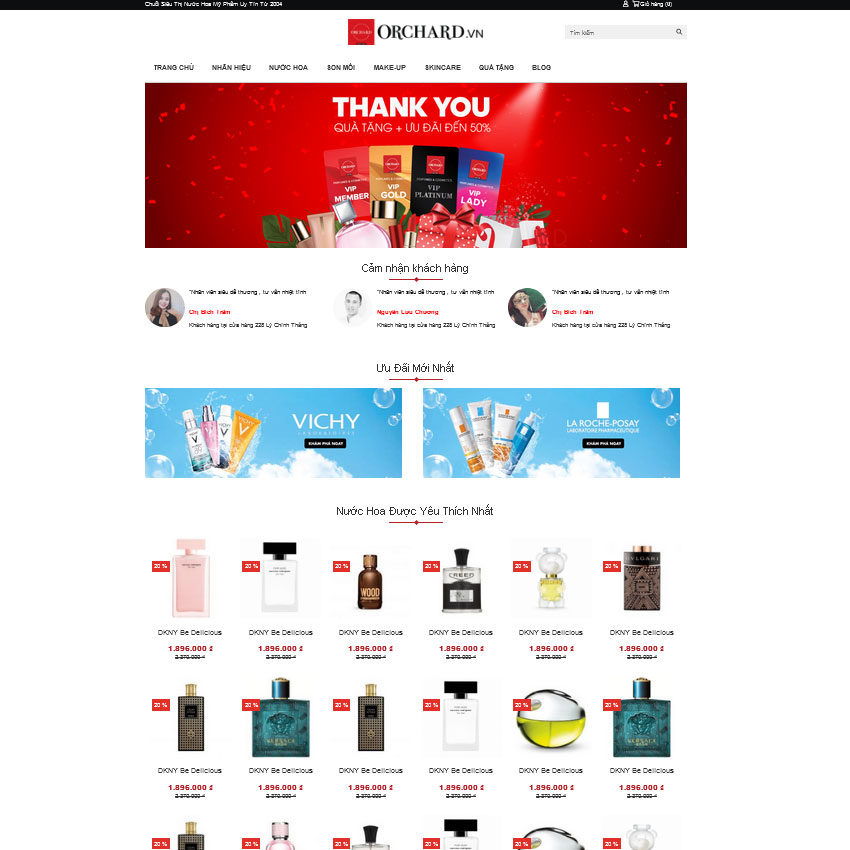 Chuỗi Siêu Thị Nước Hoa Mỹ Phẩm Uy Tín Từ 2004
Giỏ hàng (0)
ORCHARD
ORCHARD.VN
Tìm kiếm
TRANG CHỦ NHÃN HIỆU NƯỚC HOA SON MÔI MAKE-UP SKINCARE QUÀ TẶNG BLOG
THANK YOU
QUÀ TẶNG + ƯU ĐÃI ĐẾN 50%
ORCHARD ORCHARD ORCHARD ORCHARD
VIP MEMBER
VIP GOLD
VIP PLATINUM
VIP LADY
Cảm nhận khách hàng
"Nhân viên siêu dễ thương , tư vấn nhiệt tình "Nhân viên siêu dễ thương , tư vấn nhiệt tình "Nhân viên siêu dễ thương , tư vấn nhiệt tình
Chị Bích Trâm Nguyễn Lưu Chương Chị Bích Trâm
Khách hàng tại cửa hàng 228 Lý Chính Thắng Khách hàng tại cửa hàng 228 Lý Chính Thắng Khách hàng tại cửa hàng 228 Lý Chính Thắng
Ưu Đãi Mới Nhất
VICHY
LABORATOIRES
KHÁM PHÁ NGAY
LA ROCHE-POSAY
LABORATOIRE PHARMACEUTIQUE
KHÁM PHÁ NGAY
Nước Hoa Được Yêu Thích Nhất
20 % 20 % 20 % 20 % 20 % 20 %
WOOD
CREED
BVLGARI
DKNY Be Delicious DKNY Be Delicious DKNY Be Delicious DKNY Be Delicious DKNY Be Delicious DKNY Be Delicious
1.896.000 ₫ 1.896.000 ₫ 1.896.000 ₫ 1.896.000 ₫ 1.896.000 ₫ 1.896.000 ₫
2.370.000 ₫ 2.370.000 ₫ 2.370.000 ₫ 2.370.000 ₫ 2.370.000 ₫ 2.370.000 ₫
20 % 20 % 20 % 20 % 20 % 20 %
DKNY Be Delicious DKNY Be Delicious DKNY Be Delicious DKNY Be Delicious DKNY Be Delicious DKNY Be Delicious
1.896.000 ₫ 1.896.000 ₫ 1.896.000 ₫ 1.896.000 ₫ 1.896.000 ₫ 1.896.000 ₫
2.370.000 ₫ 2.370.000 ₫ 2.370.000 ₫ 2.370.000 ₫ 2.370.000 ₫ 2.370.000 ₫
20 % 20 % 20 % 20 % 20 % 20 %